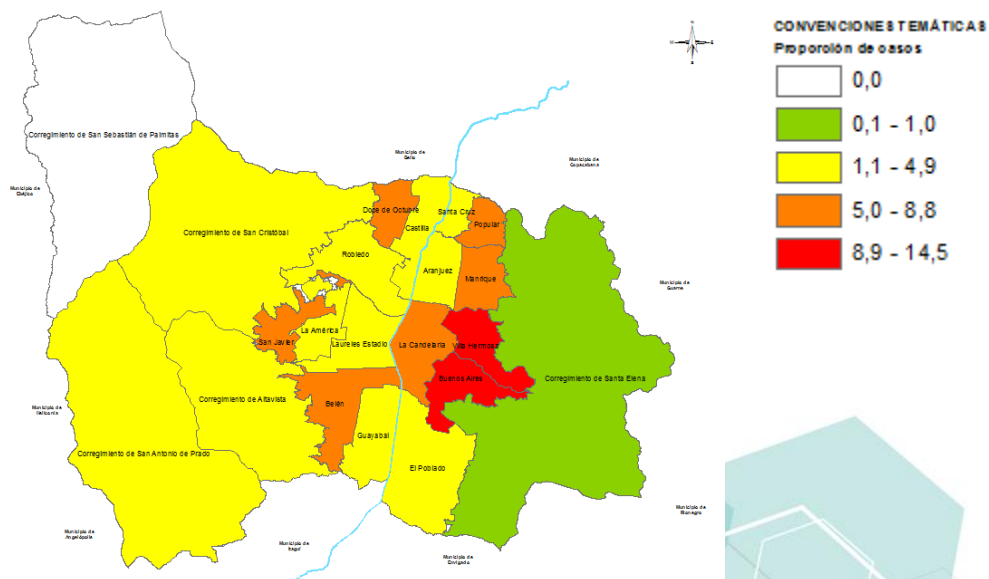 CONVENCIONES TEMÁTICAS
Proporción de casos
0,0
0,1 - 1,0
1,1 - 4,9
5,0 - 8,8
8,9 - 14,5
Corregimiento de San Sebastián de Palmitas
Municipio de
Bello
Municipio de
Copacabana
Municipio de
Doce de Octubre
Santa Cruz
Popular
Castilla
Corregimiento de San Cristóbal
Robledo
Aranjuez
Manrique
Municipio de
Guarne
San Javier
La América
Laureles Estadio
La Candelaria
Villa Hermosa
Buenos Aires
Corregimiento de Santa Elena
Corregimiento de Altavista
Belén
Municipio de
Guayabal
Corregimiento de San Antonio de Prado
El Poblado
Municipio de
Angelópolis
Municipio de
Rionegro
Municipio de
Itagüí
Municipio de
Envigado